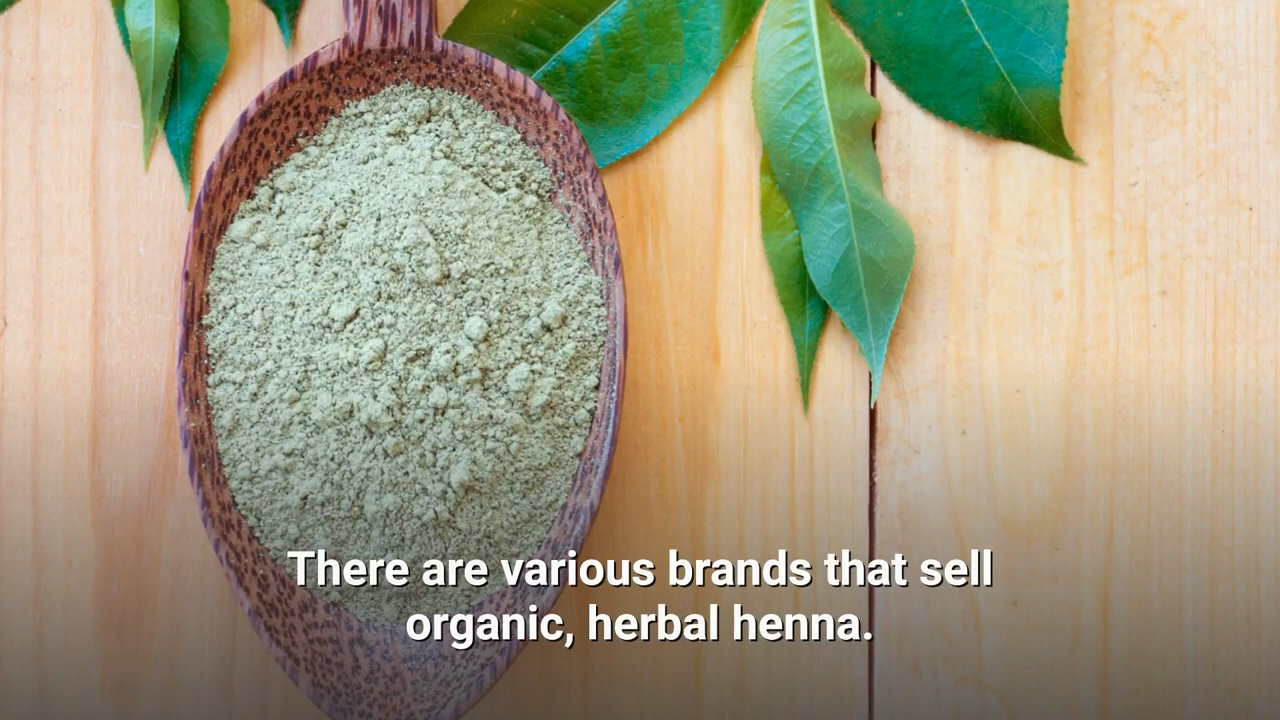 There are various brands that sell
organic, herbal henna.